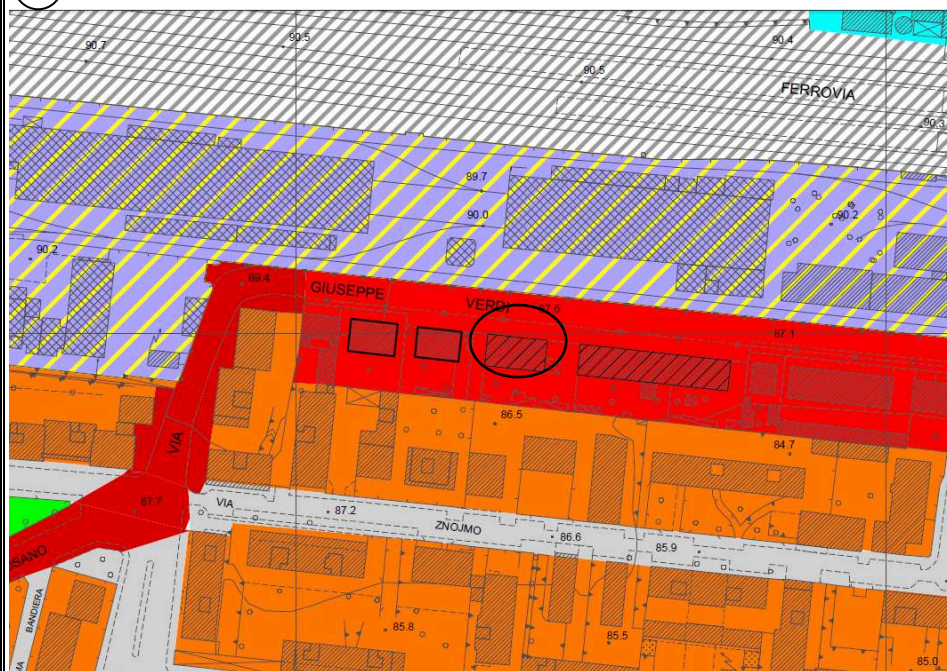 90.7
90.5
90.4
90.5
FERROVIA
90.3
89.7
90.0
90.2
90.2
89.4
GIUSEPPE
VERDI
87.6
87.1
86.5
84.7
VIA
87.7
VIA
87.2
ZNOJMO
86.6
85.9
SSANO
BANDIERA
MA
85.8
85.5
85.0